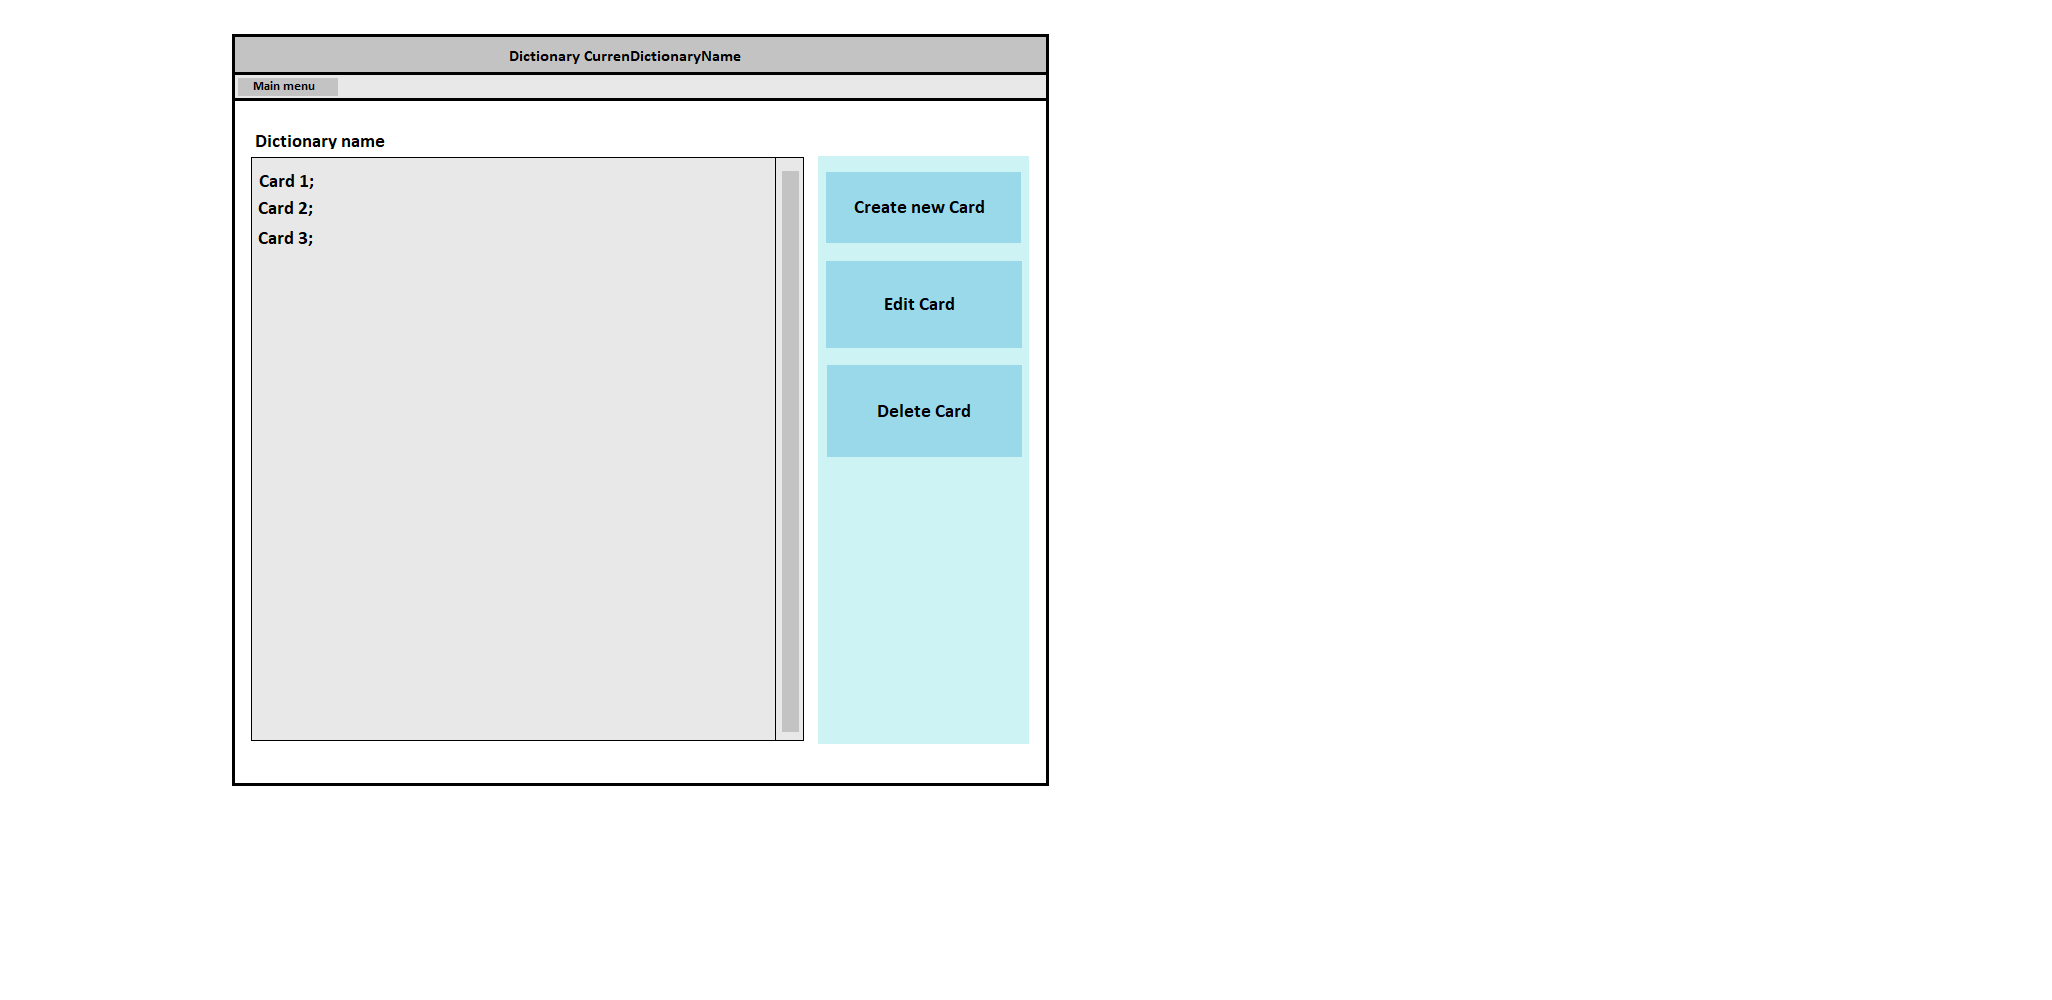 Dictionary CurrenDictionaryName
Main menu
Dictionary name
Card 1;
Card 2;
Card 3;
Create new Card
Edit Card
Delete Card